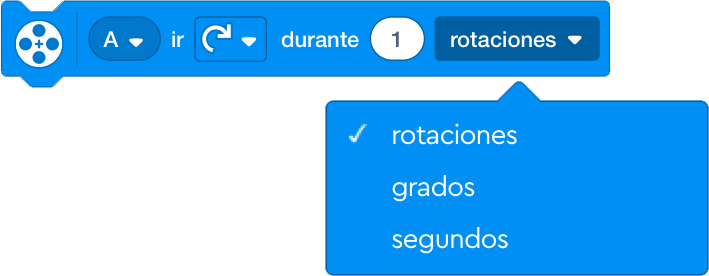 A ir durante 1 rotaciones
rotaciones
grados
segundos